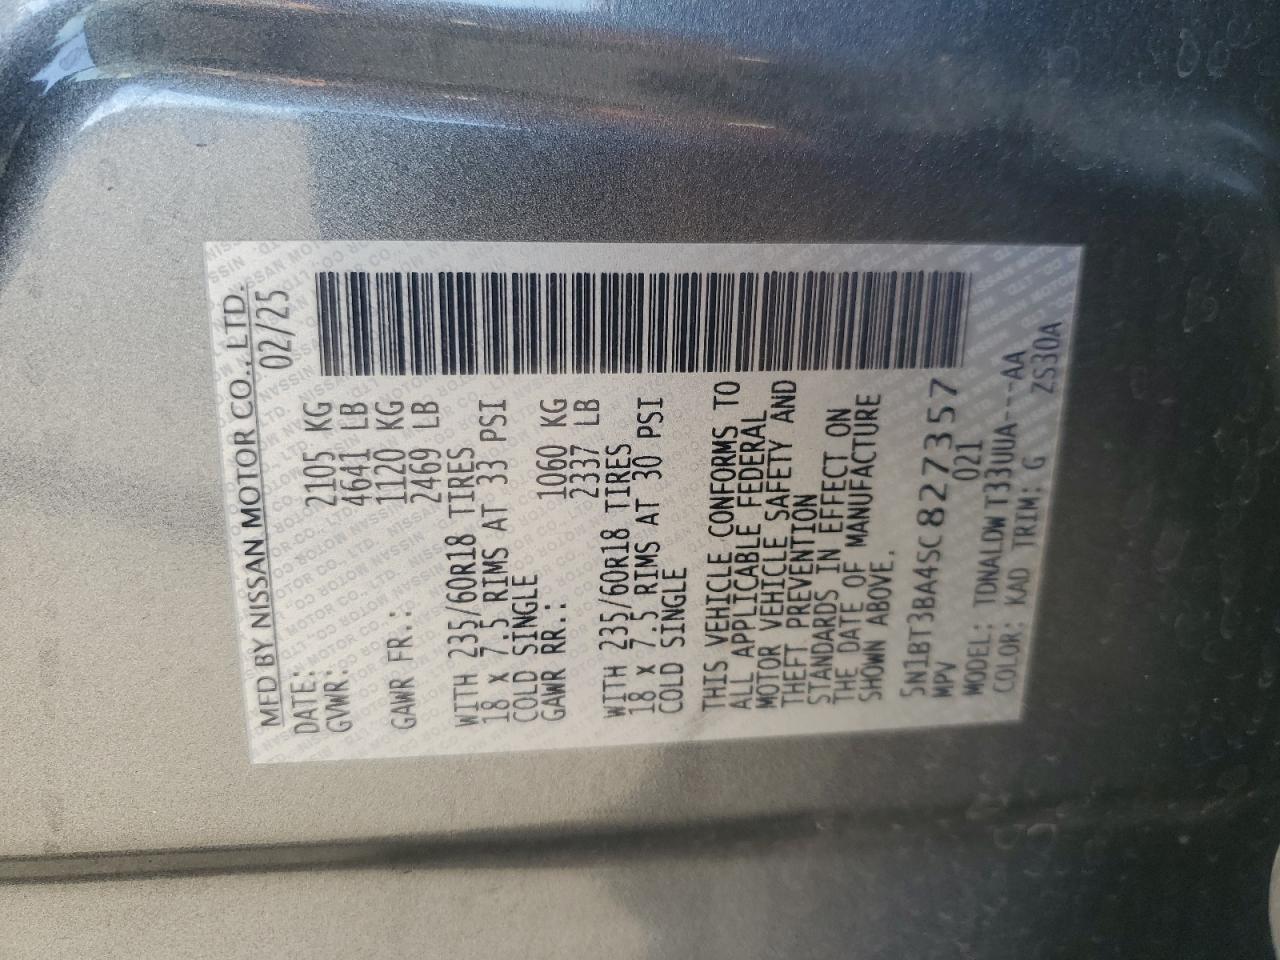 MFD BY NISSAN MOTOR CO., LTD.
DATE: 02/25
GVWR: 2105 KG
4641 LB
GAWR FR.: 1120 KG
2469 LB
WITH 235/60R18 TIRES
18 x 7.5 RIMS AT 33 PSI
COLD SINGLE
GAWR RR.: 1060 KG
2337 LB
WITH 235/60R18 TIRES
18 x 7.5 RIMS AT 30 PSI
COLD SINGLE
THIS VEHICLE CONFORMS TO
ALL APPLICABLE FEDERAL
MOTOR VEHICLE SAFETY AND
THEFT PREVENTION
STANDARDS IN EFFECT ON
THE DATE OF MANUFACTURE
SHOWN ABOVE.
5N1BT3BA4SC827357
MPV 021
MODEL: TDNALDW T33UUA---AA
COLOR: KAD TRIM: G ZS30A